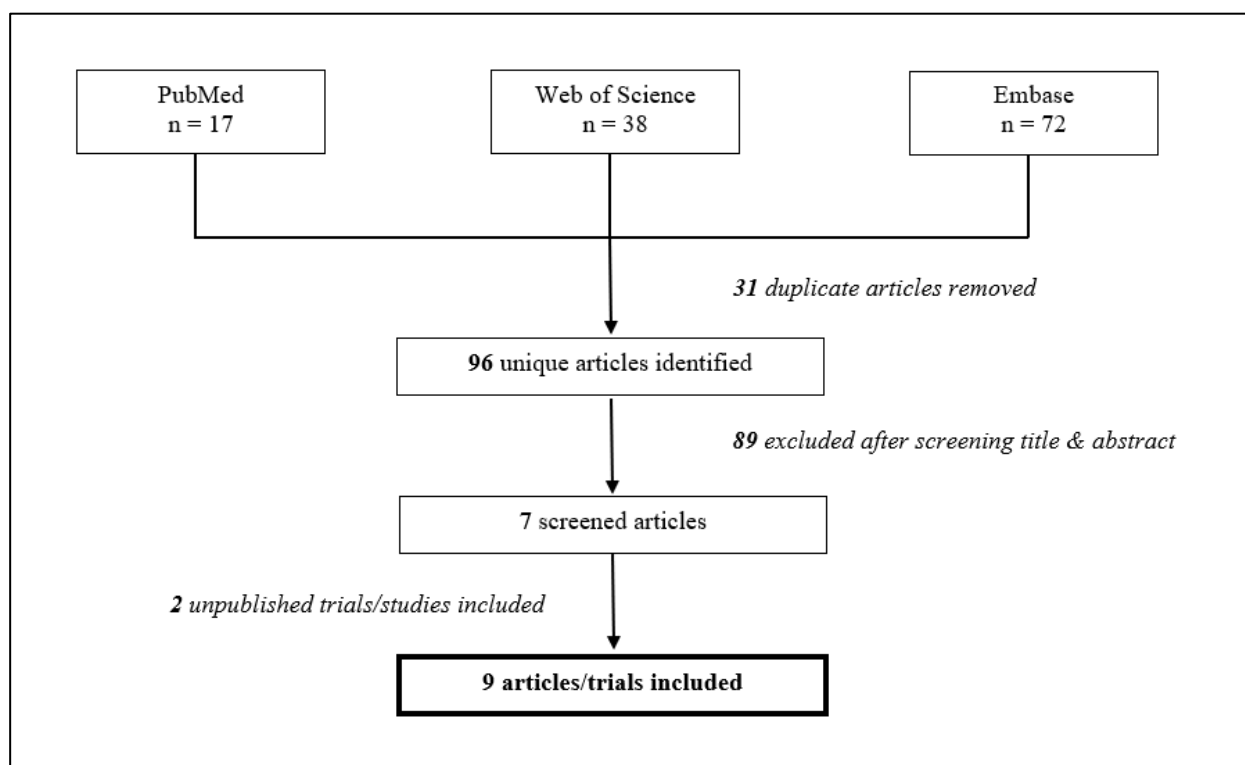 PubMed
n = 17
Web of Science
n = 38
Embase
n = 72
31 duplicate articles removed
96 unique articles identified
89 excluded after screening title & abstract
7 screened articles
2 unpublished trials/studies included
9 articles/trials included